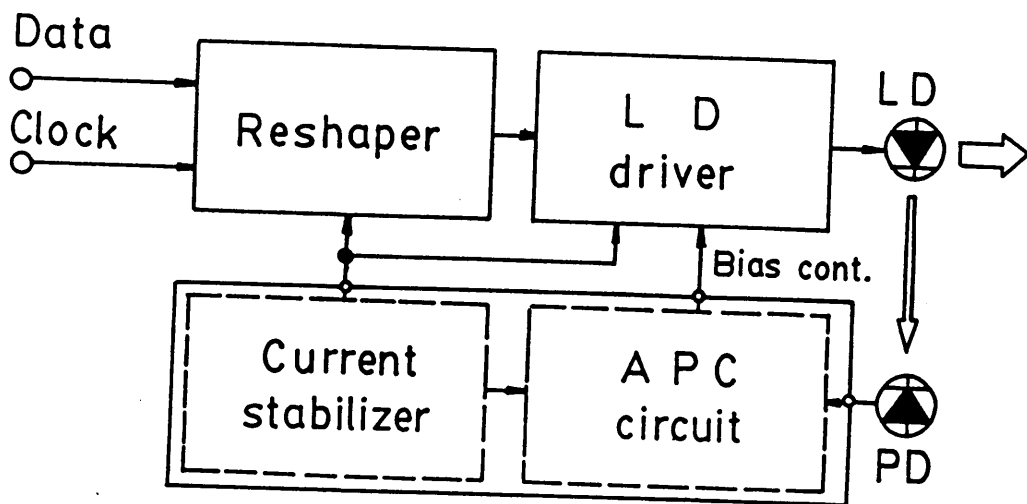 Data
Clock
Reshaper
L D
driver
LD
Bias cont.
Current
stabilizer
A P C
circuit
PD